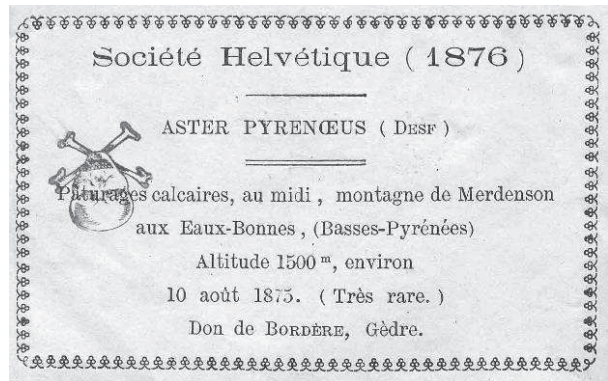 Société Helvétique ( 1876 )
ASTER PYRENŒUS ( DESF )
Pâturages calcaires, au midi , montagne de Merdenson
aux Eaux-Bonnes , (Basses-Pyrénées)
Altitude 1500 ᵐ, environ
10 août 1875. ( Très rare. )
Don de BORDÈRE, Gèdre.